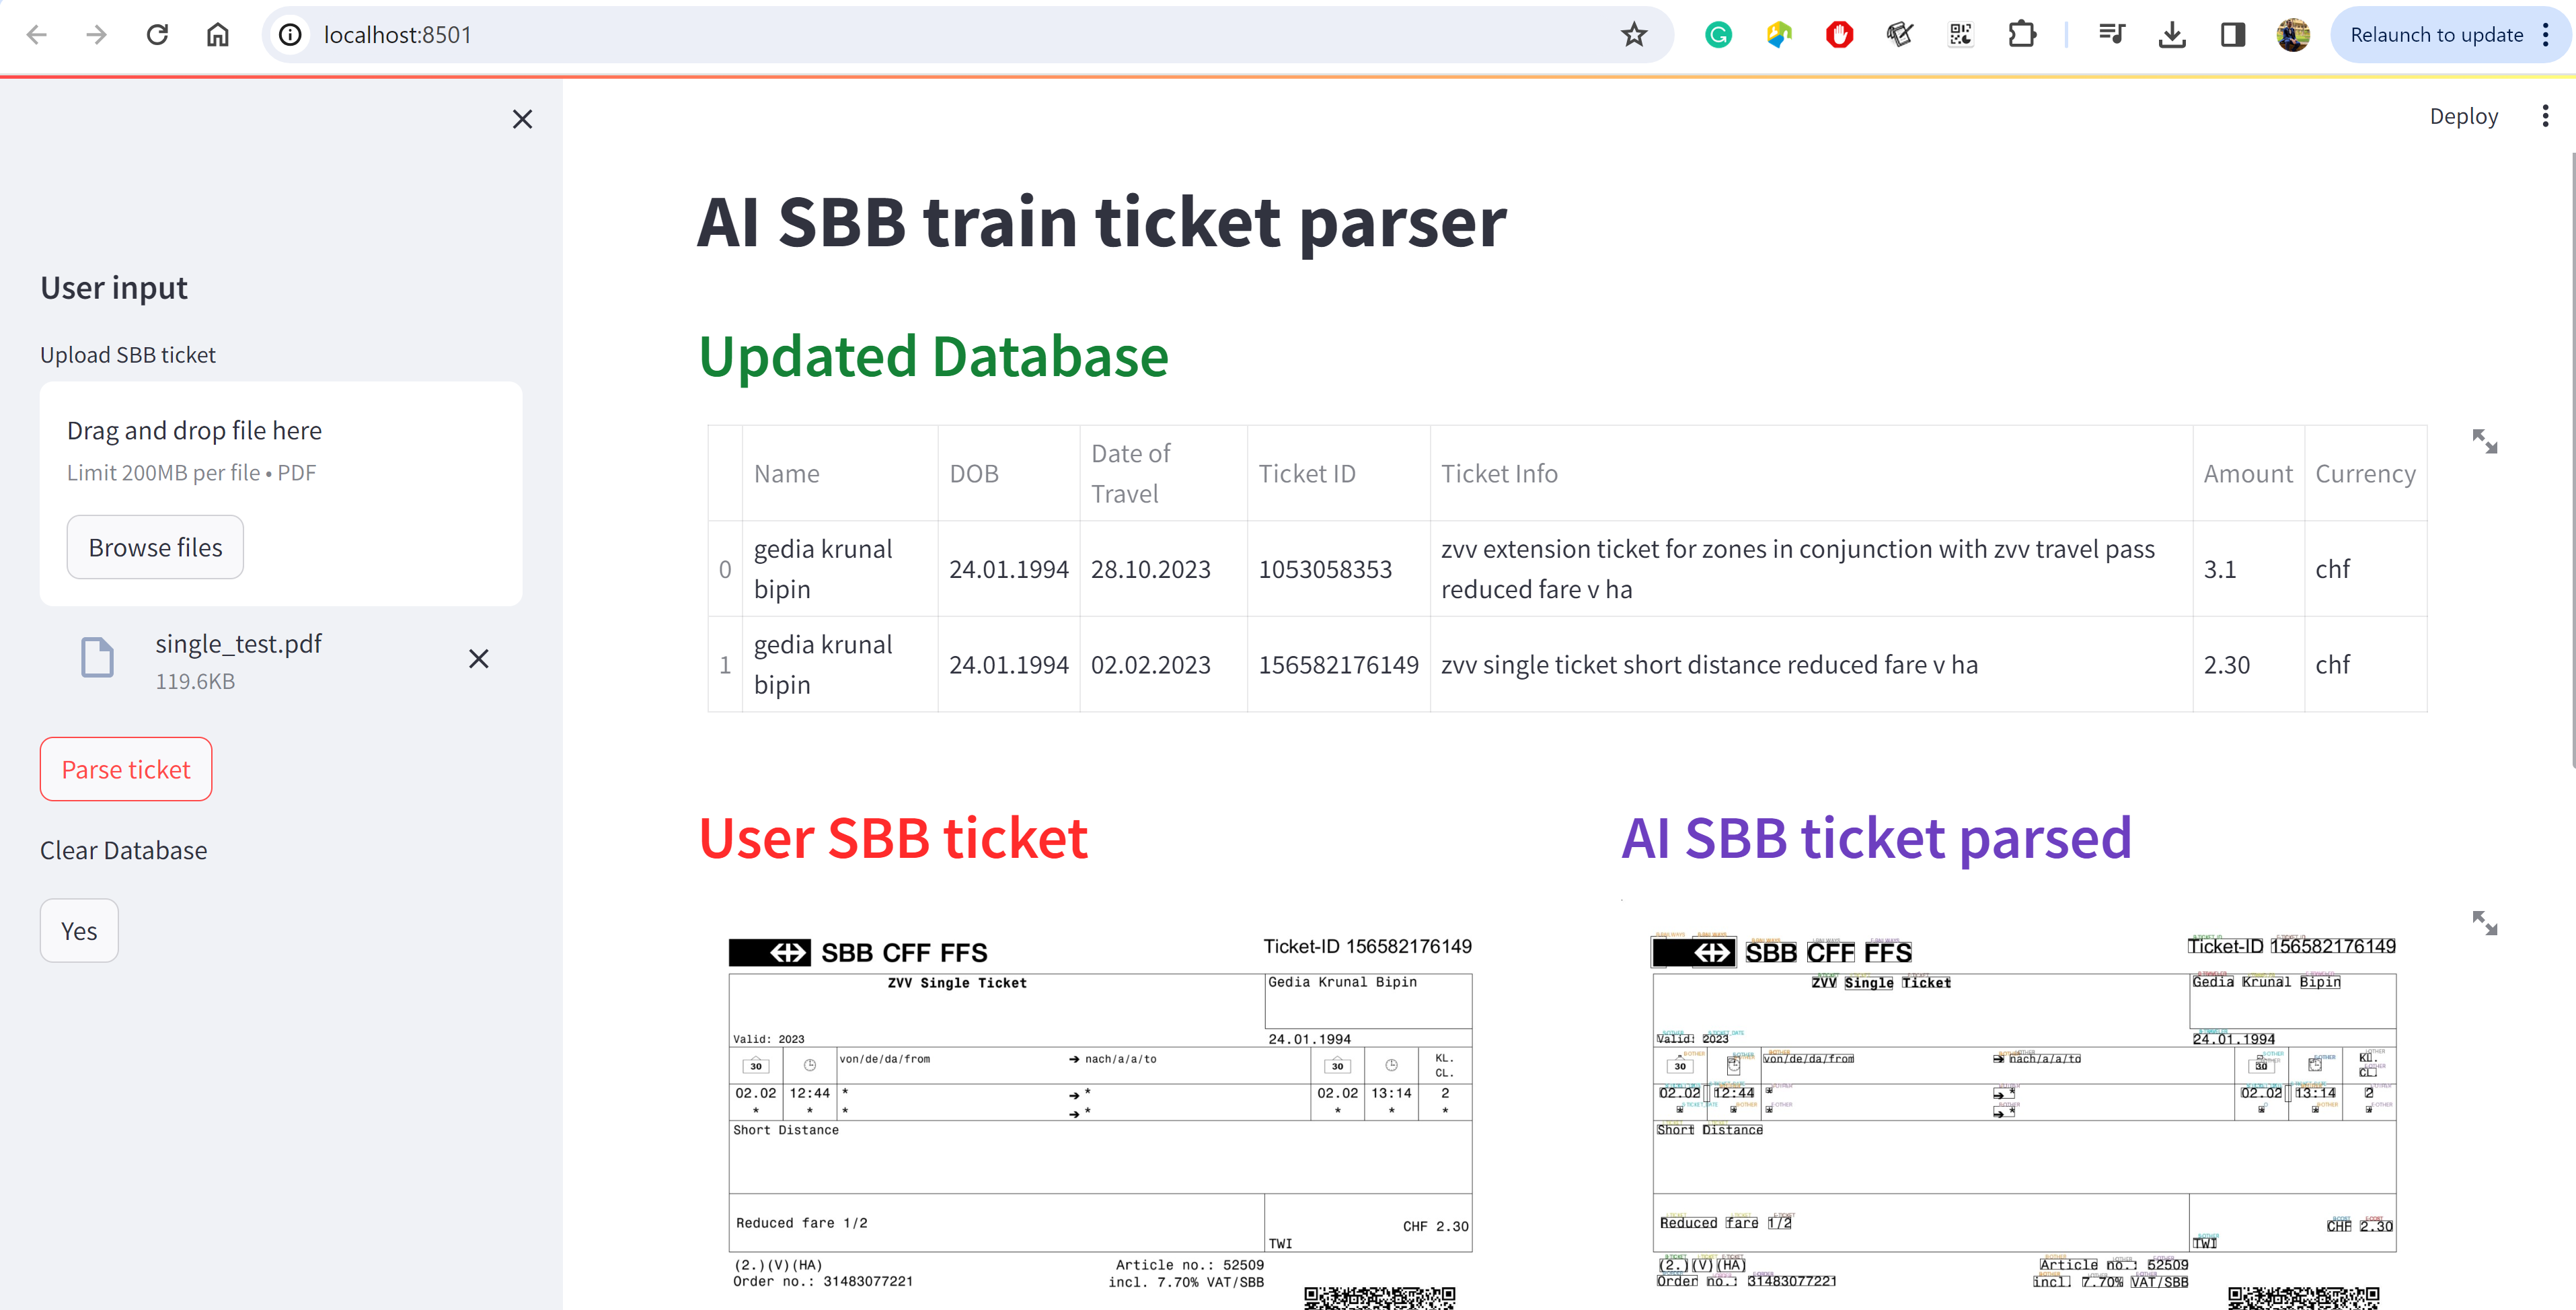 localhost:8501
Relaunch to update
Deploy
User input
Upload SBB ticket
Drag and drop file here
Limit 200MB per file • PDF
Browse files
single_test.pdf
119.6KB
Parse ticket
Clear Database
Yes
AI SBB train ticket parser
Updated Database
Name DOB Date of Travel Ticket ID Ticket Info Amount Currency
0 gedia krunal bipin 24.01.1994 28.10.2023 1053058353 zvv extension ticket for zones in conjunction with zvv travel pass reduced fare v ha 3.1 chf
1 gedia krunal bipin 24.01.1994 02.02.2023 156582176149 zvv single ticket short distance reduced fare v ha 2.30 chf
User SBB ticket
SBB CFF FFS Ticket-ID 156582176149
ZVV Single Ticket Gedia Krunal Bipin
Valid: 2023 24.01.1994
30 von/de/da/from ➔ nach/a/a/to 30 KL. CL.
02.02 12:44 * ➔ * 02.02 13:14 2
* * * ➔ * * * *
Short Distance
Reduced fare 1/2 CHF 2.30
TWI
(2.)(V)(HA) Article no.: 52509
Order no.: 31483077221 incl. 7.70% VAT/SBB
AI SBB ticket parsed
SBB CFF FFS Ticket-ID 156582176149
ZVV Single Ticket Gedia Krunal Bipin
Valid: 2023 24.01.1994
30 von/de/da/from ➔ nach/a/a/to 30 KL. CL.
02.02 12:44 * ➔ * 02.02 13:14 2
* * * ➔ * * * *
Short Distance
Reduced fare 1/2 CHF 2.30
TWI
(2.)(V)(HA) Article no.: 52509
Order no.: 31483077221 incl. 7.70% VAT/SBB